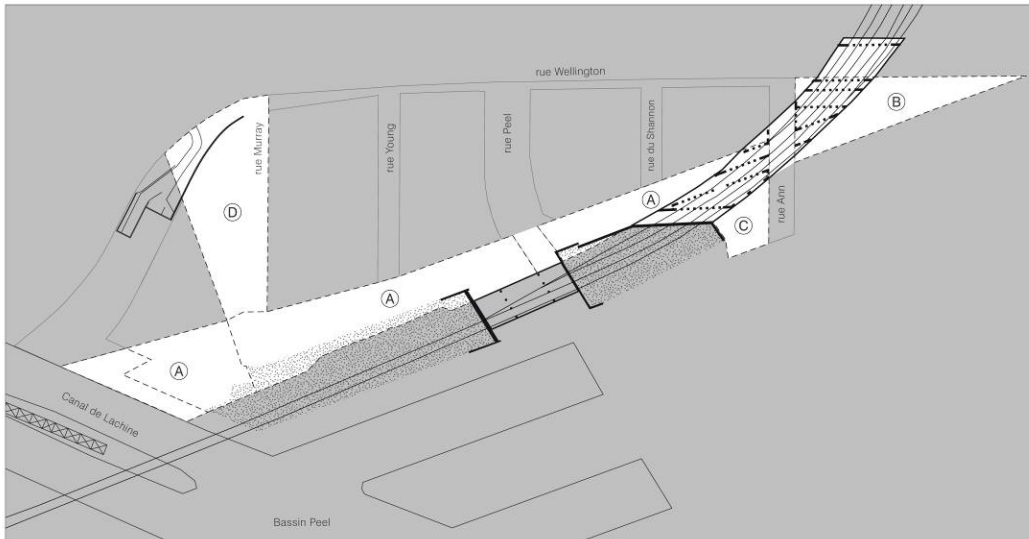 rue Wellington
B
rue Murray
rue Young
rue Peel
rue du Shannon
rue Ann
A
D
C
A
A
Canal de Lachine
Bassin Peel